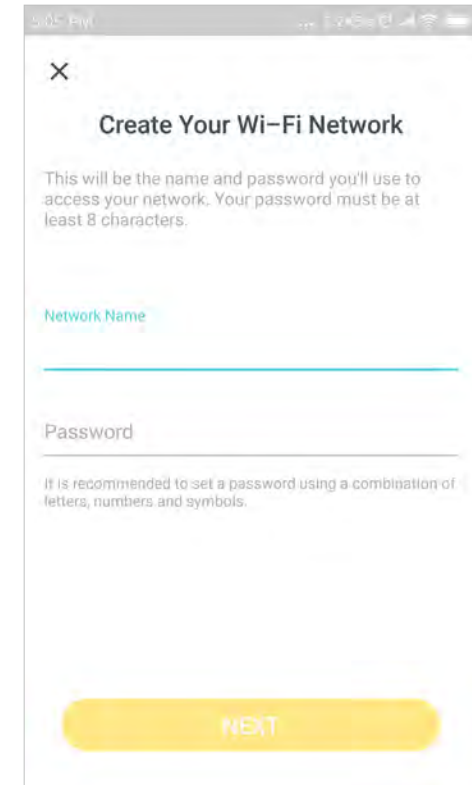 Create Your Wi-Fi Network
This will be the name and password you'll use to
access your network. Your password must be at
least 8 characters.
Network Name
Password
It is recommended to set a password using a combination of
letters, numbers and symbols.
NEXT